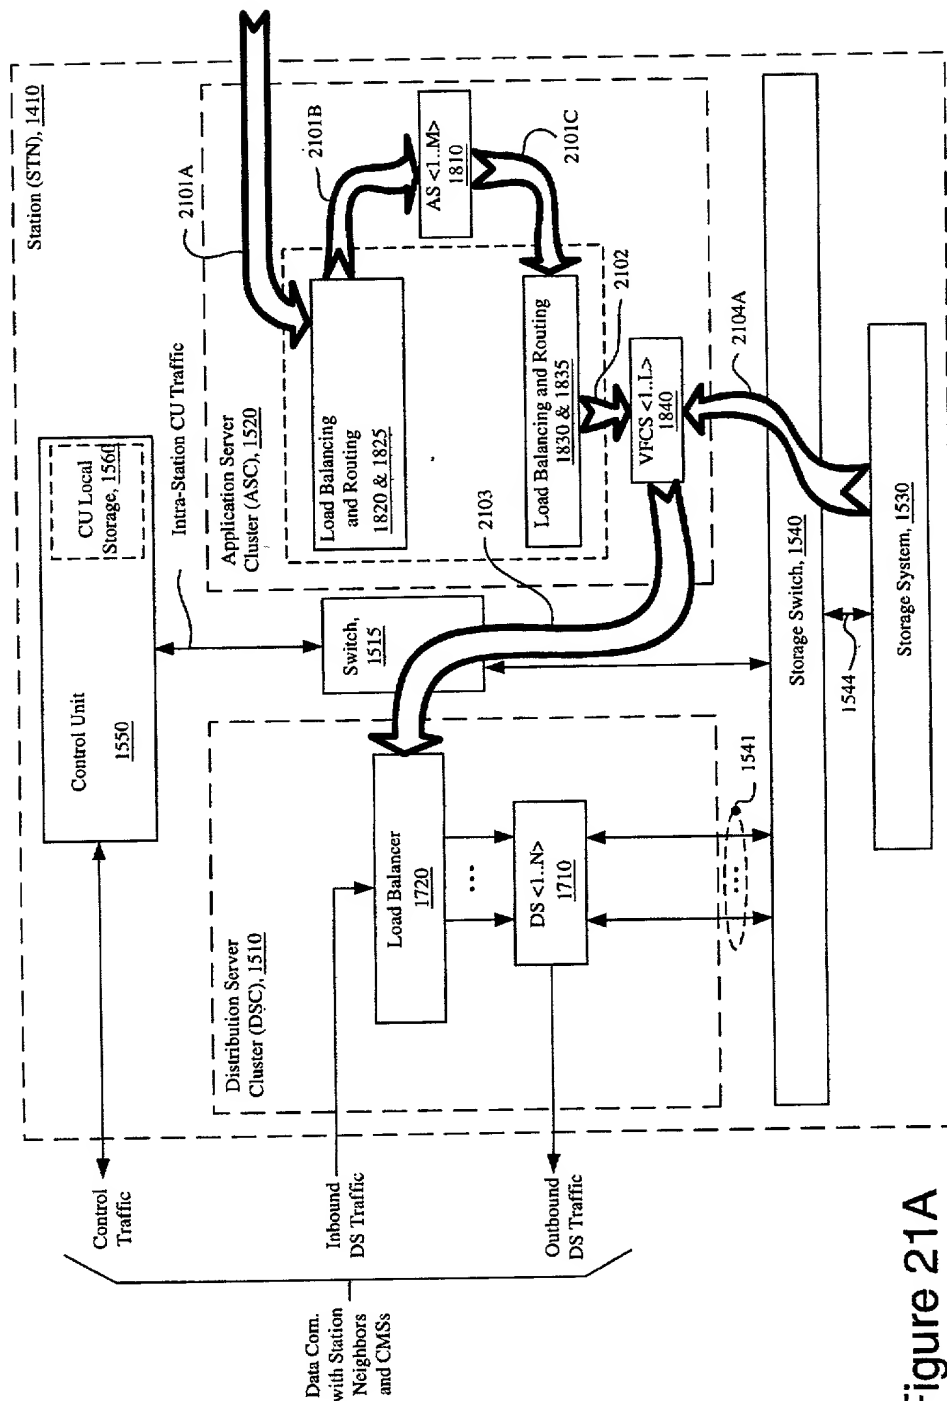 Station (STN), 1410
2101A
Control Unit
1550
CU Local
Storage, 1560
Intra-Station CU Traffic
Application Server
Cluster (ASC), 1520
Load Balancing
and Routing
1820 & 1825
2101B
AS <1..M>
1810
2101C
Load Balancing and Routing
1830 & 1835
2102
VFCS <1..L>
1840
2104A
Switch,
1515
2103
Distribution Server
Cluster (DSC), 1510
Load Balancer
1720
...
DS <1..N>
1710
...
1541
Storage Switch, 1540
1544
Storage System, 1530
Control
Traffic
Inbound
DS Traffic
Outbound
DS Traffic
Data Com.
with Station
Neighbors
and CMSs
Figure 21A